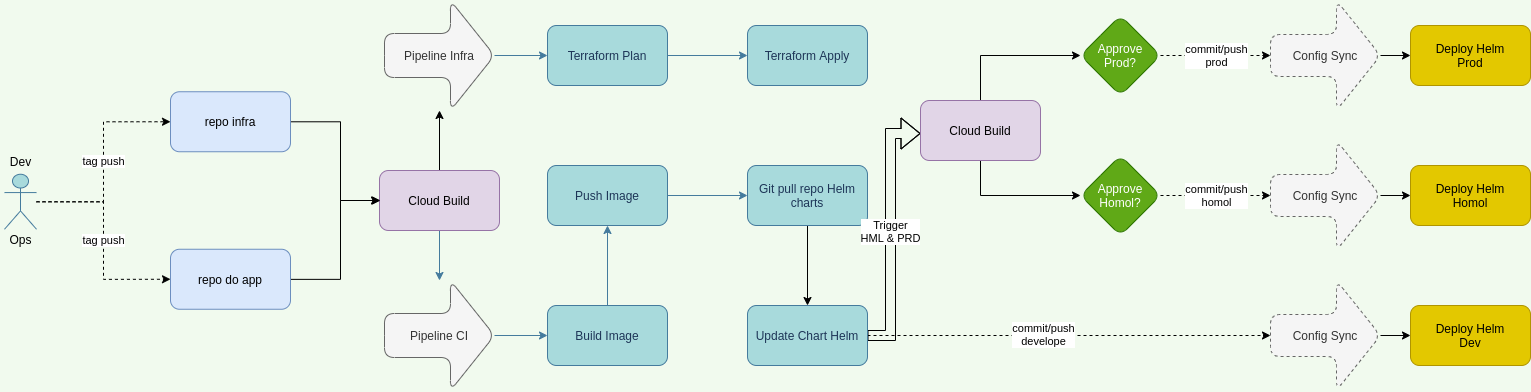 Dev
Ops
tag push
tag push
repo infra
repo do app
Cloud Build
Pipeline Infra
Terraform Plan
Terraform Apply
Pipeline CI
Build Image
Push Image
Git pull repo Helm
charts
Update Chart Helm
Trigger
HML & PRD
Cloud Build
Approve
Prod?
commit/push
prod
Config Sync
Deploy Helm
Prod
Approve
Homol?
commit/push
homol
Config Sync
Deploy Helm
Homol
commit/push
develope
Config Sync
Deploy Helm
Dev